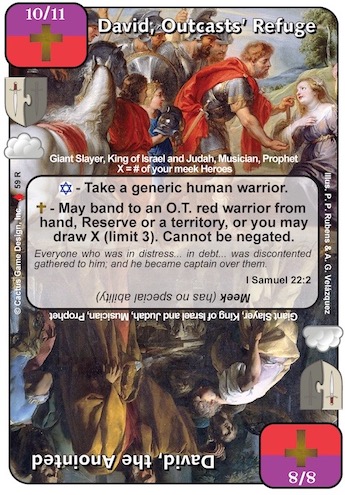 10/11
David, Outcasts' Refuge
Giant Slayer, King of Israel and Judah, Musician, Prophet
X = # of your meek Heroes
✡ - Take a generic human warrior.
✝ - May band to an O.T. red warrior from
hand, Reserve or a territory, or you may
draw X (limit 3). Cannot be negated.
Everyone who was in distress... in debt... was discontented
gathered to him; and he became captain over them.
I Samuel 22:2
© Cactus Game Design, Inc.
59 R
Illus. P. P. Rubens & A. G. Velázquez
Meek (has no special ability)
Giant Slayer, King of Israel and Judah, Musician, Prophet
David, the Anointed
8/8